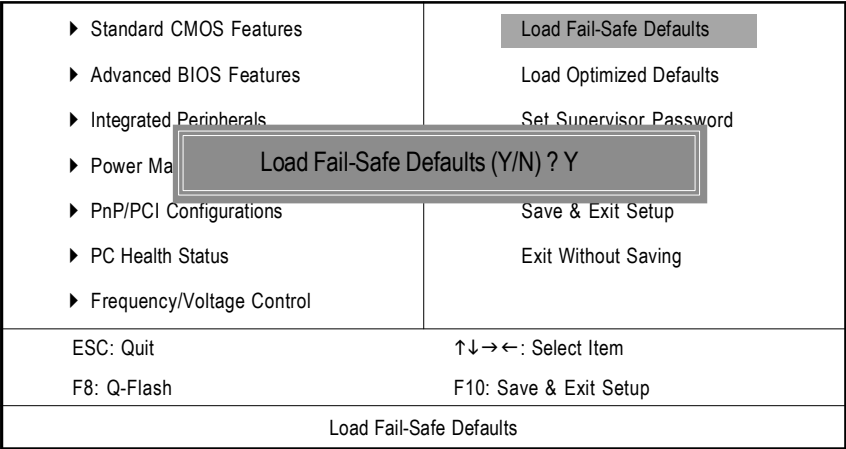 Standard CMOS Features
Advanced BIOS Features
Integrated Peripherals
Power Ma
PnP/PCI Configurations
PC Health Status
Frequency/Voltage Control
Load Fail-Safe Defaults
Load Optimized Defaults
Set Supervisor Password
Save & Exit Setup
Exit Without Saving
Load Fail-Safe Defaults (Y/N) ? Y
ESC: Quit
↑↓→←: Select Item
F8: Q-Flash
F10: Save & Exit Setup
Load Fail-Safe Defaults